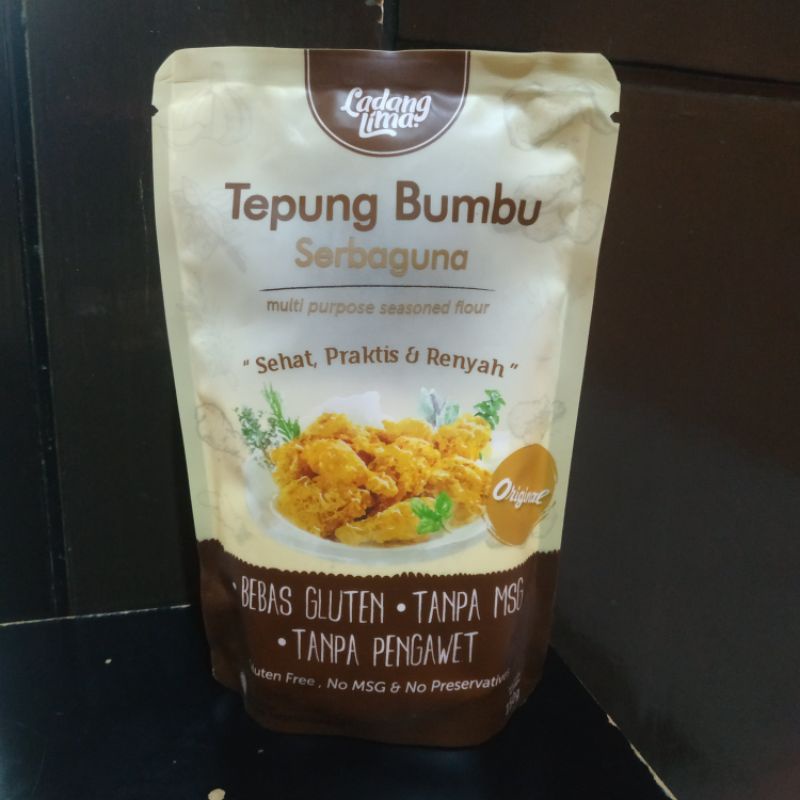 Ladang
Lima
Tepung Bumbu
Serbaguna
multi purpose seasoned flour
"Sehat, Praktis & Renyah"
Original
• BEBAS GLUTEN • TANPA MSG
• TANPA PENGAWET
Gluten Free, No MSG & No Preservative